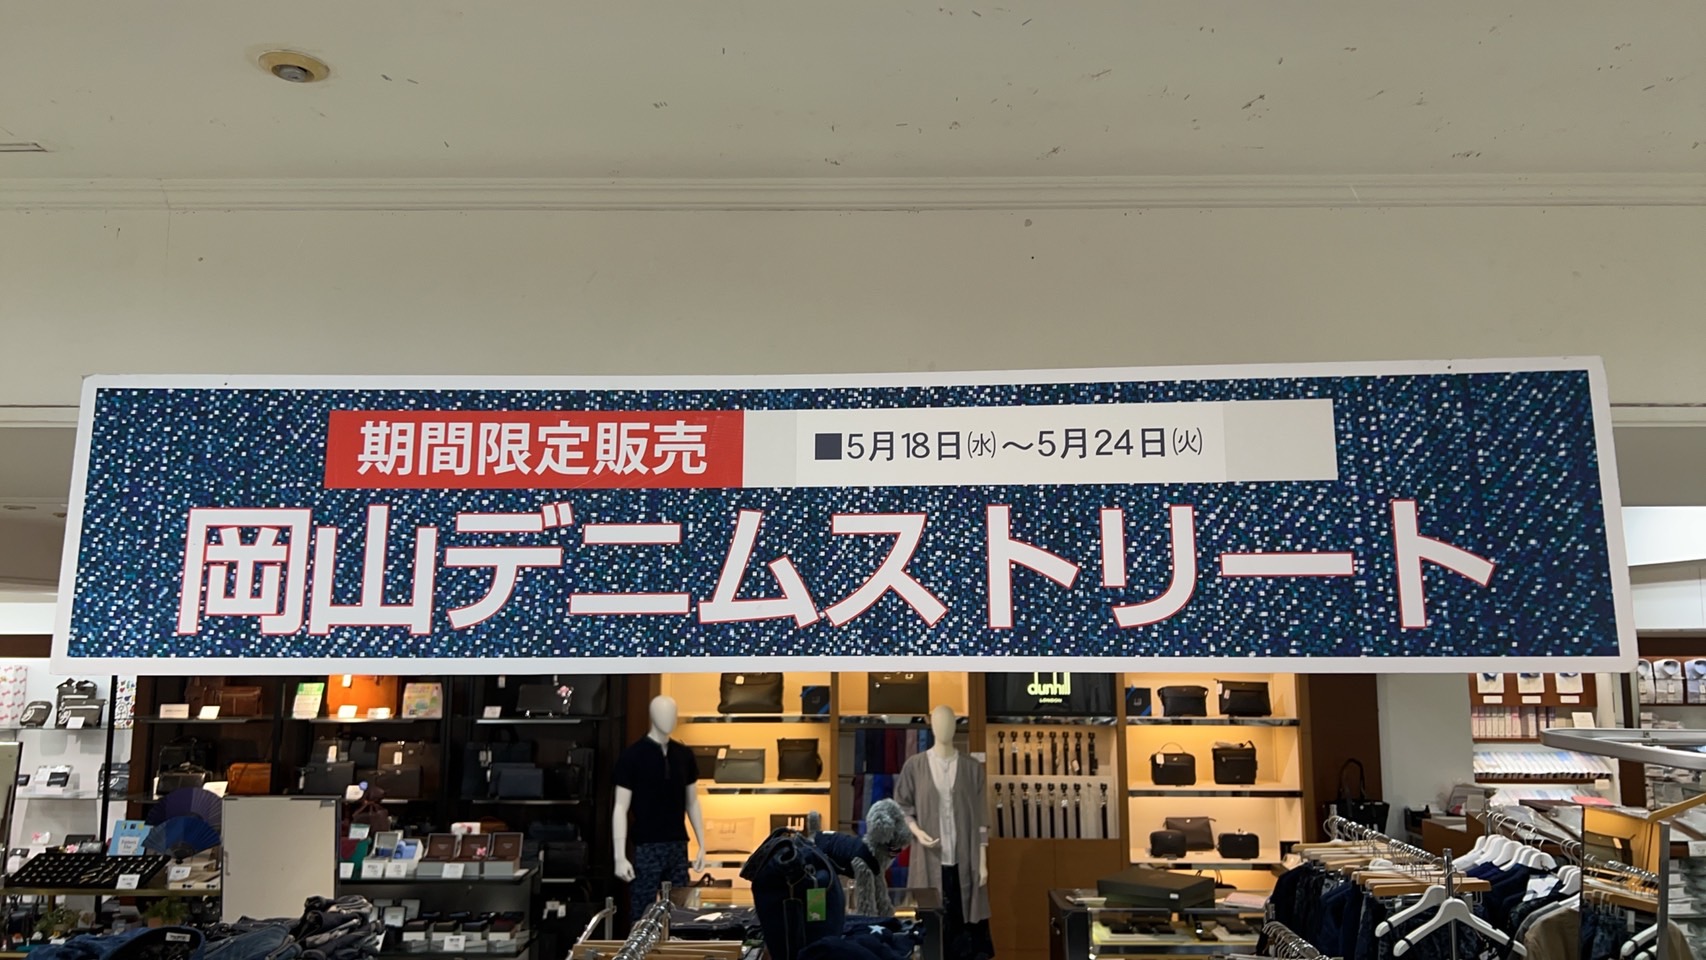 期間限定販売
■5月18日㈬～5月24日㈫
岡山デニムストリート
dunhill
LONDON